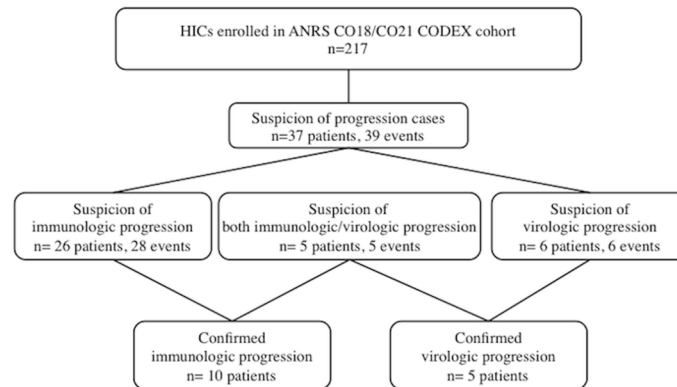 HICs enrolled in ANRS CO18/CO21 CODEX cohort
n=217
Suspicion of progression cases
n=37 patients, 39 events
Suspicion of
immunologic progression
n= 26 patients, 28 events
Suspicion of
both immunologic/virologic progression
n= 5 patients, 5 events
Suspicion of
virologic progression
n= 6 patients, 6 events
Confirmed
immunologic progression
n= 10 patients
Confirmed
virologic progression
n= 5 patients